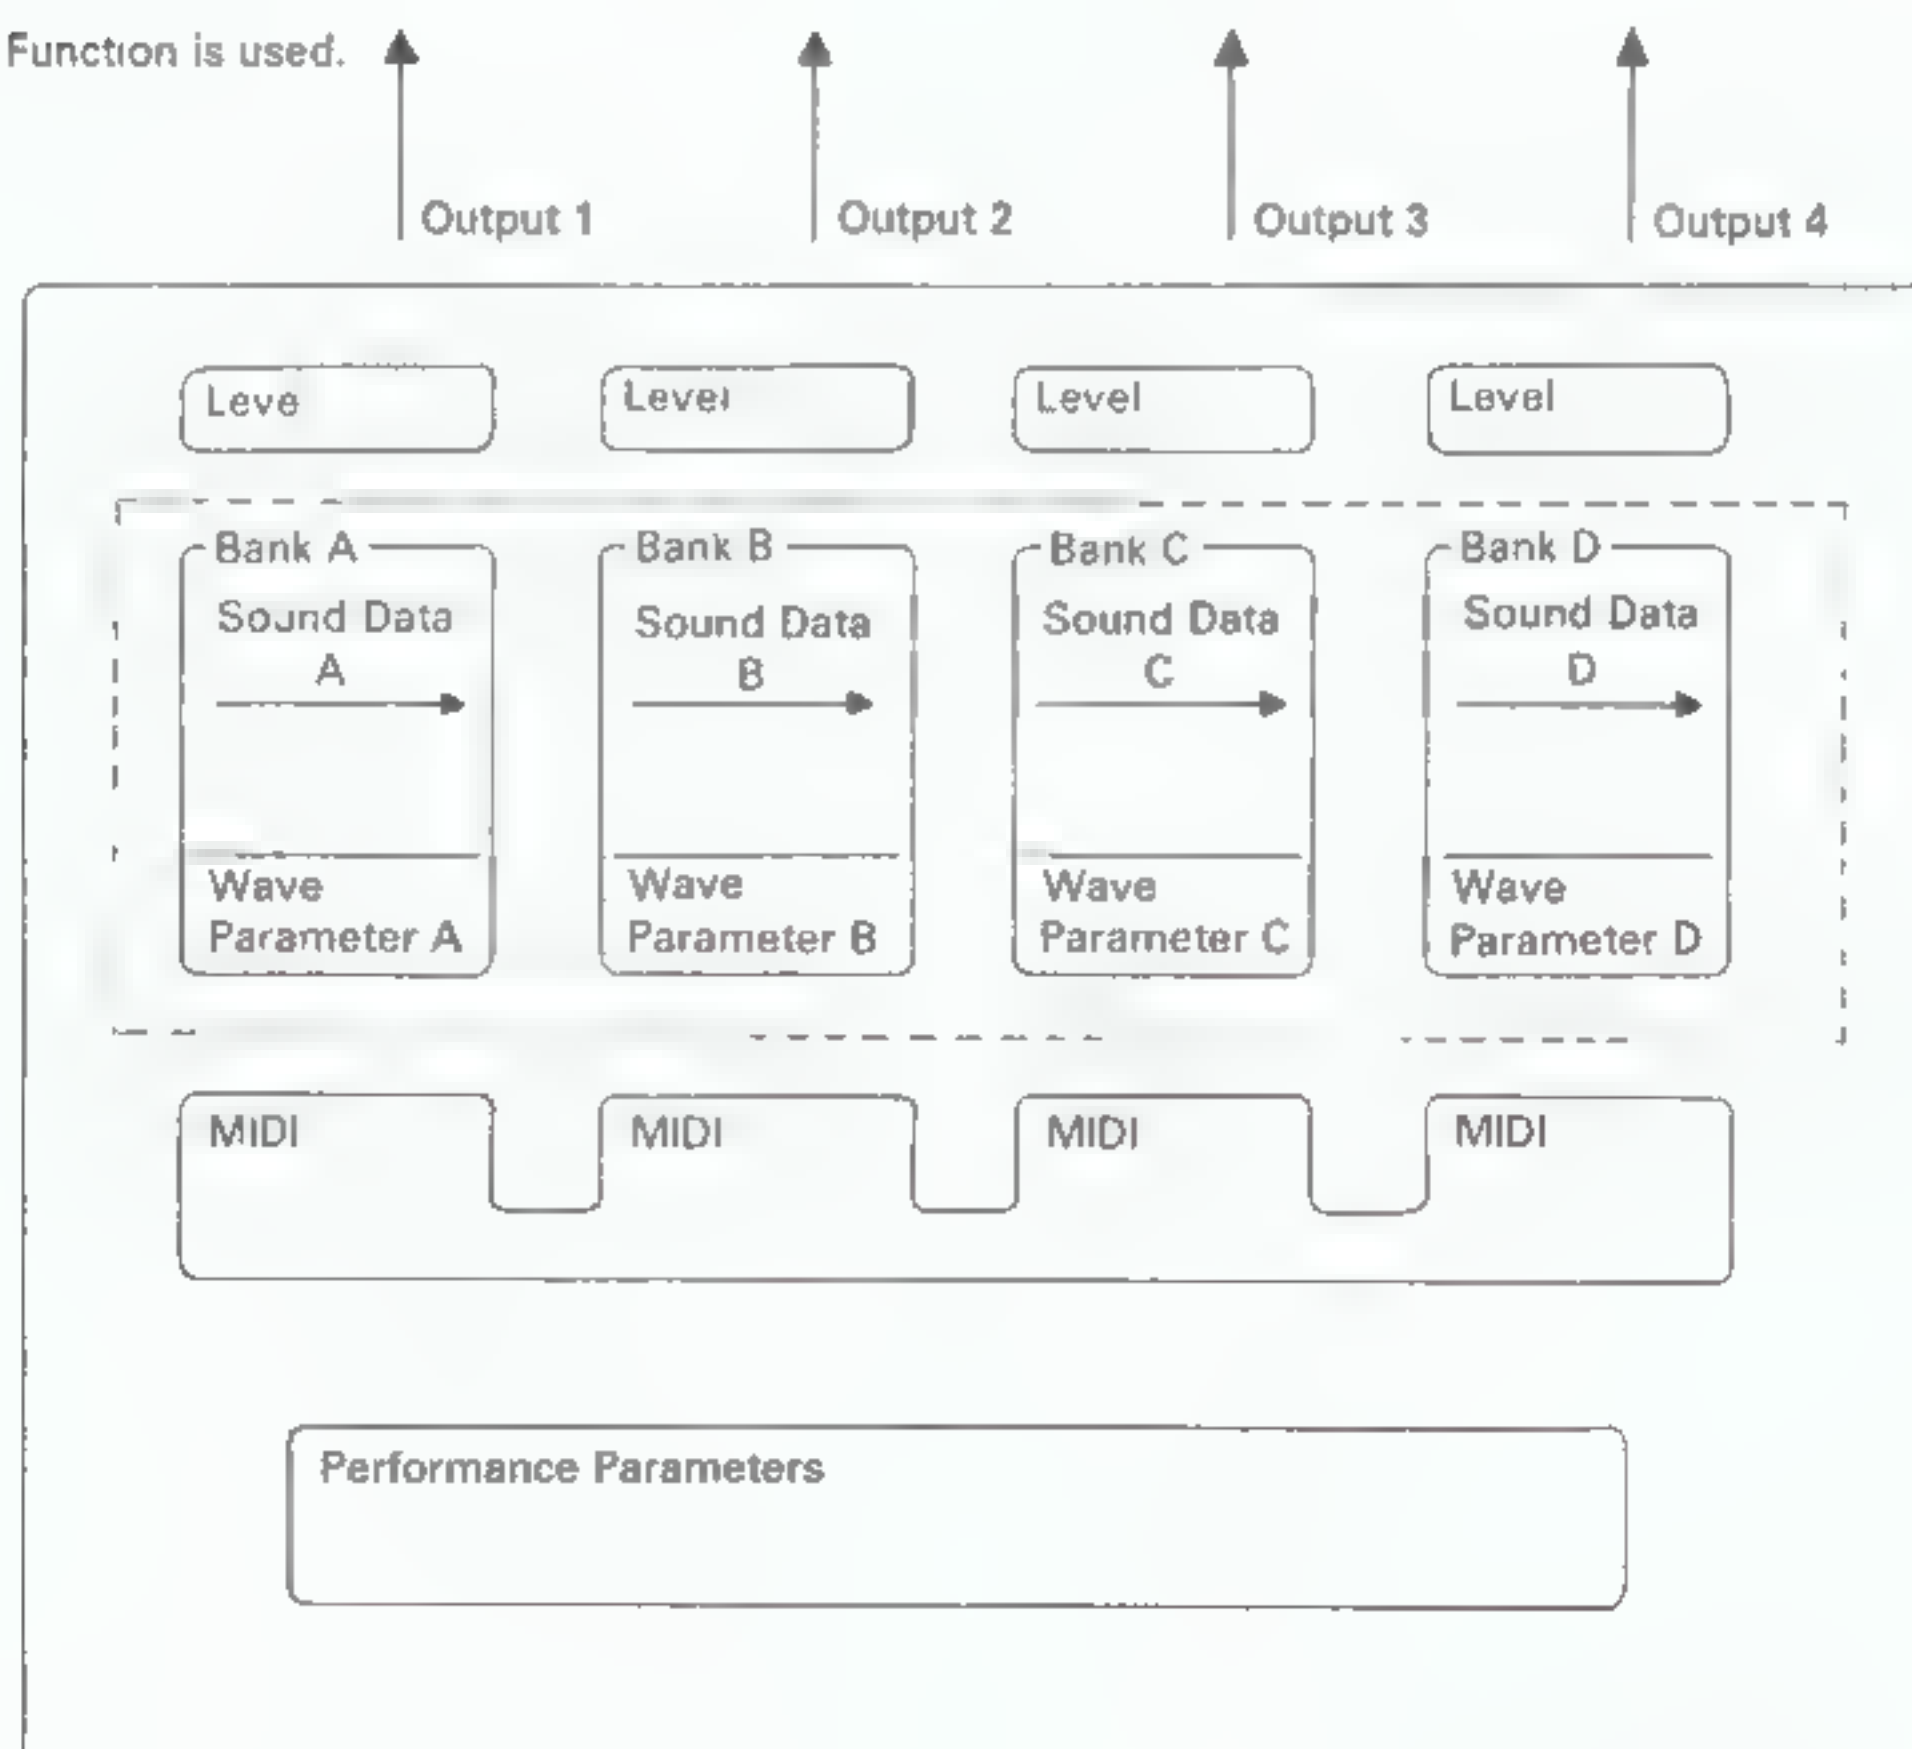 Function is used.
Output 1
Output 2
Output 3
Output 4
Leve
Level
Level
Level
Bank A
Sound Data
A
Wave
Parameter A
Bank B
Sound Data
B
Wave
Parameter B
Bank C
Sound Data
C
Wave
Parameter C
Bank D
Sound Data
D
Wave
Parameter D
MIDI
MIDI
MIDI
MIDI
Performance Parameters